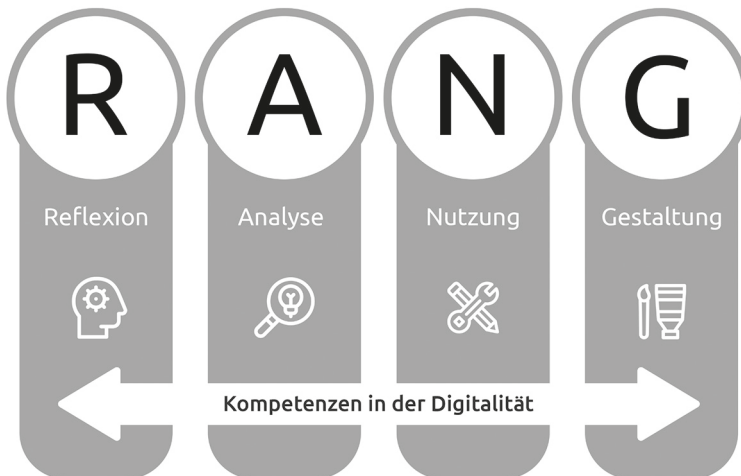 R A N G
Reflexion Analyse Nutzung Gestaltung
Kompetenzen in der Digitalität